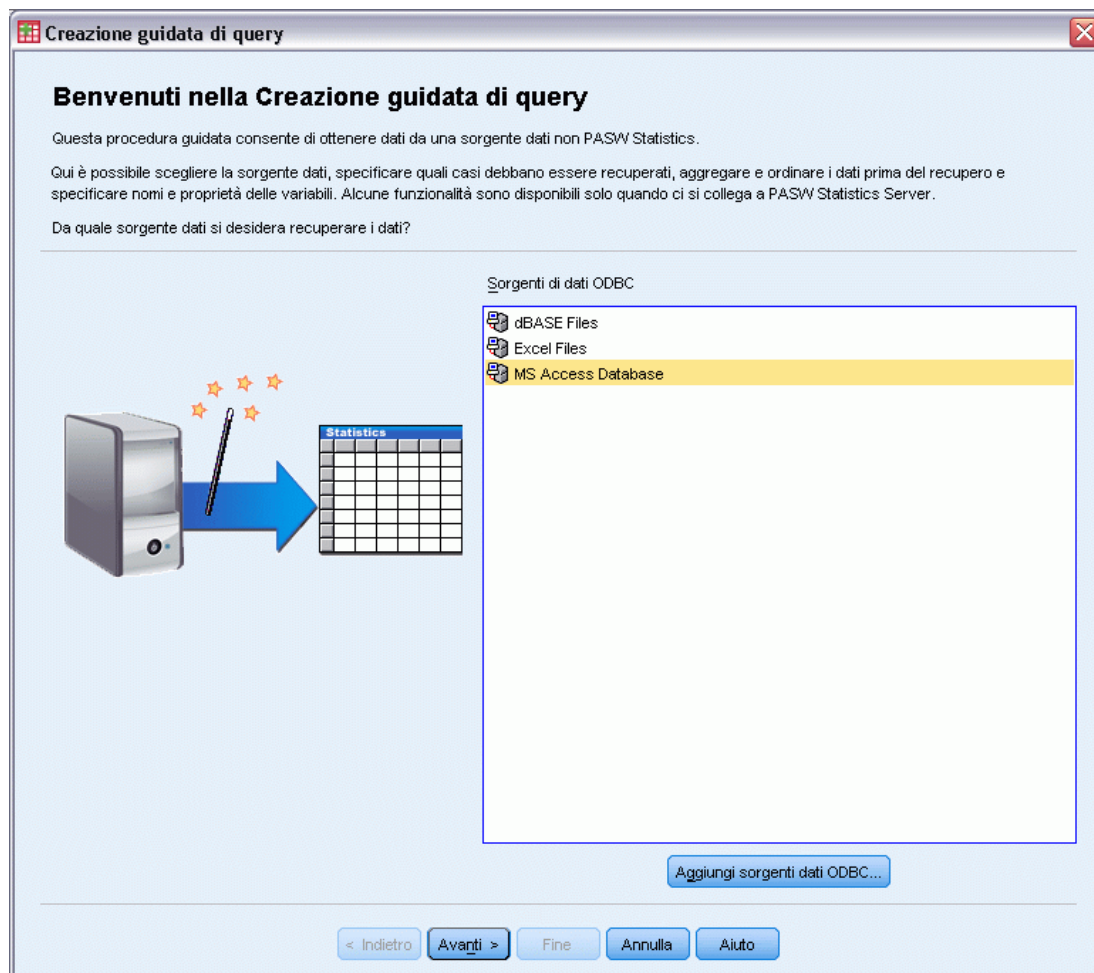 Creazione guidata di query
Benvenuti nella Creazione guidata di query
Questa procedura guidata consente di ottenere dati da una sorgente dati non PASW Statistics.
Qui è possibile scegliere la sorgente dati, specificare quali casi debbano essere recuperati, aggregare e ordinare i dati prima del recupero e
specificare nomi e proprietà delle variabili. Alcune funzionalità sono disponibili solo quando ci si collega a PASW Statistics Server.
Da quale sorgente dati si desidera recuperare i dati?
Sorgenti di dati ODBC
dBASE Files
Excel Files
MS Access Database
Statistics
Aggiungi sorgenti dati ODBC...
< Indietro
Avanti >
Fine
Annulla
Aiuto